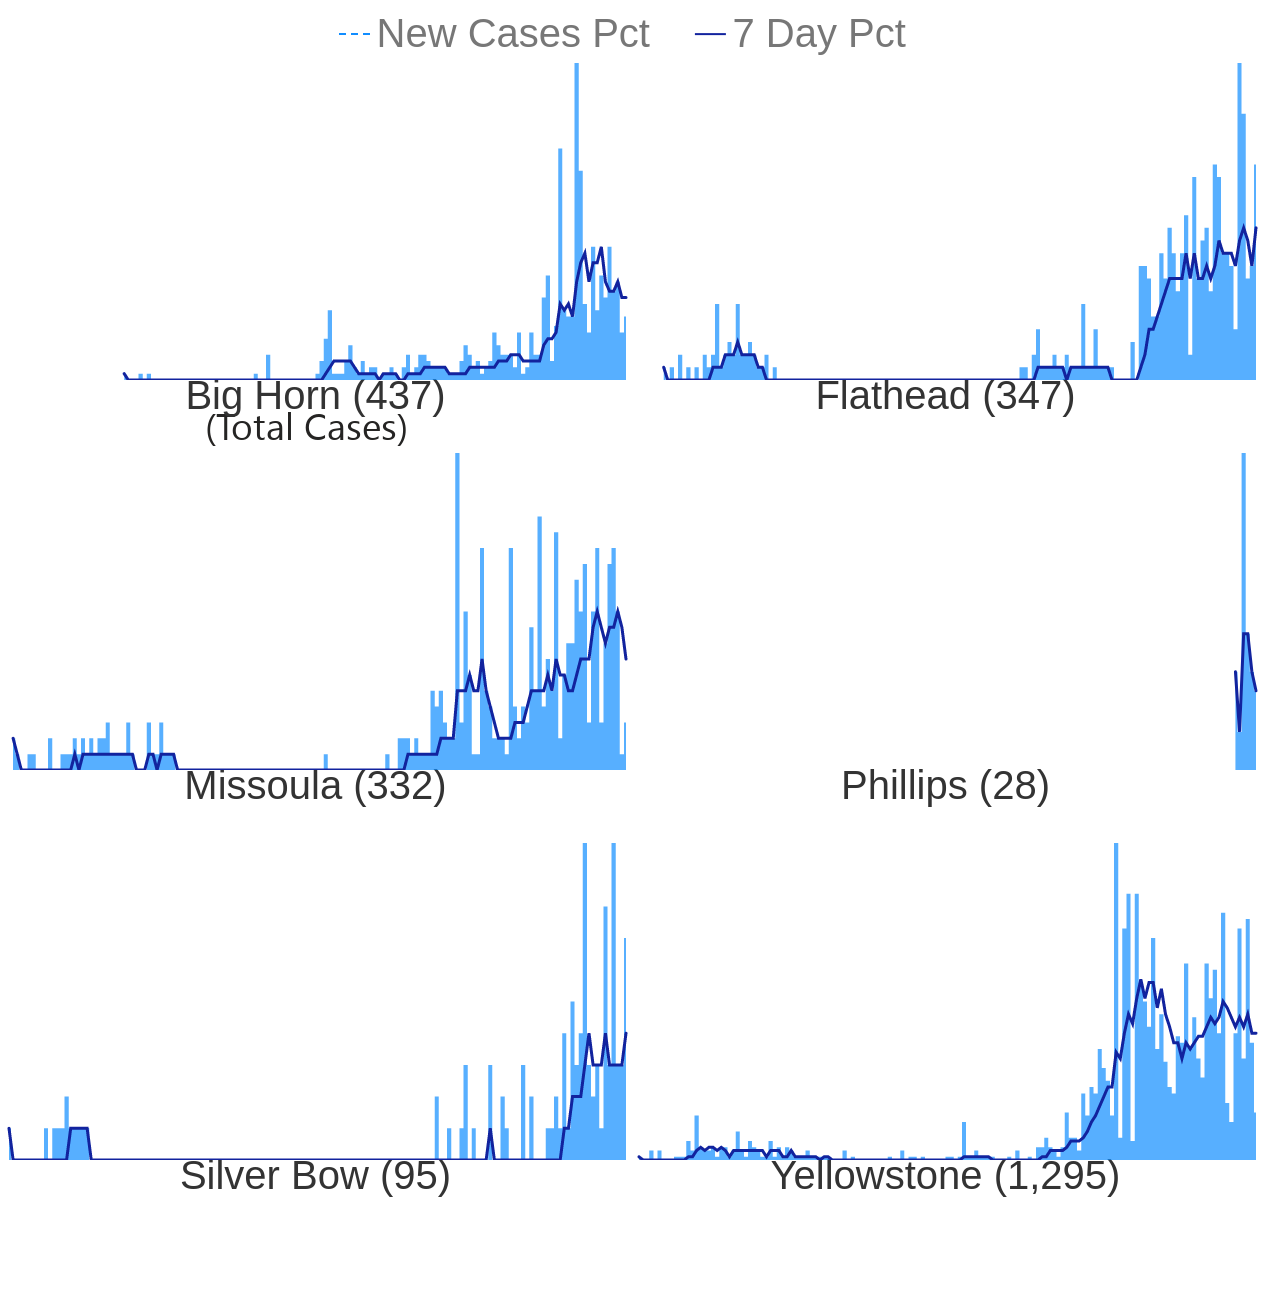 New Cases Pct 7 Day Pct
Big Horn (437) Flathead (347)
(Total Cases)
Missoula (332) Phillips (28)
Silver Bow (95) Yellowstone (1,295)